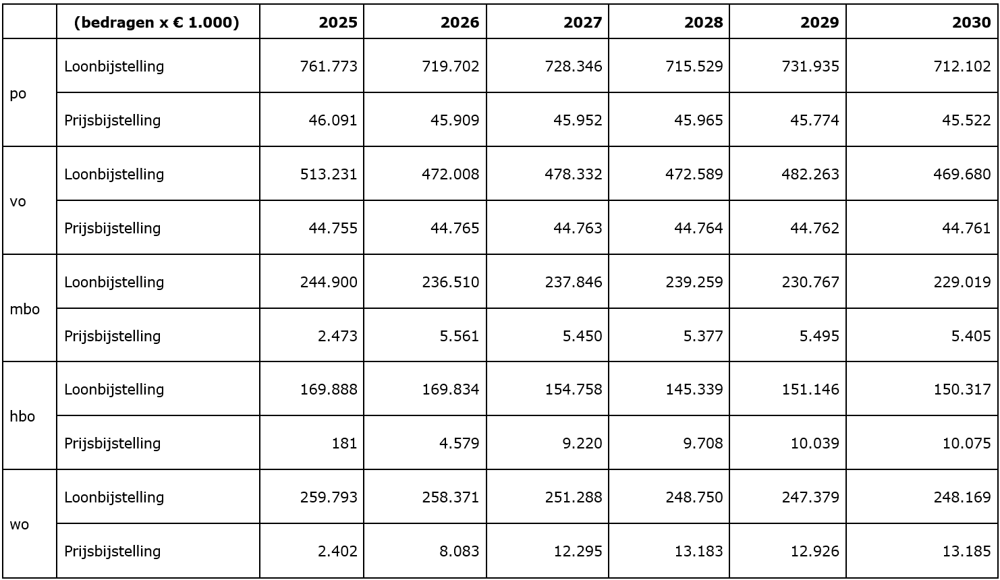 (bedragen x € 1.000) 2025 2026 2027 2028 2029 2030
po Loonbijstelling 761.773 719.702 728.346 715.529 731.935 712.102
Prijsbijstelling 46.091 45.909 45.952 45.965 45.774 45.522
vo Loonbijstelling 513.231 472.008 478.332 472.589 482.263 469.680
Prijsbijstelling 44.755 44.765 44.763 44.764 44.762 44.761
mbo Loonbijstelling 244.900 236.510 237.846 239.259 230.767 229.019
Prijsbijstelling 2.473 5.561 5.450 5.377 5.495 5.405
hbo Loonbijstelling 169.888 169.834 154.758 145.339 151.146 150.317
Prijsbijstelling 181 4.579 9.220 9.708 10.039 10.075
wo Loonbijstelling 259.793 258.371 251.288 248.750 247.379 248.169
Prijsbijstelling 2.402 8.083 12.295 13.183 12.926 13.185